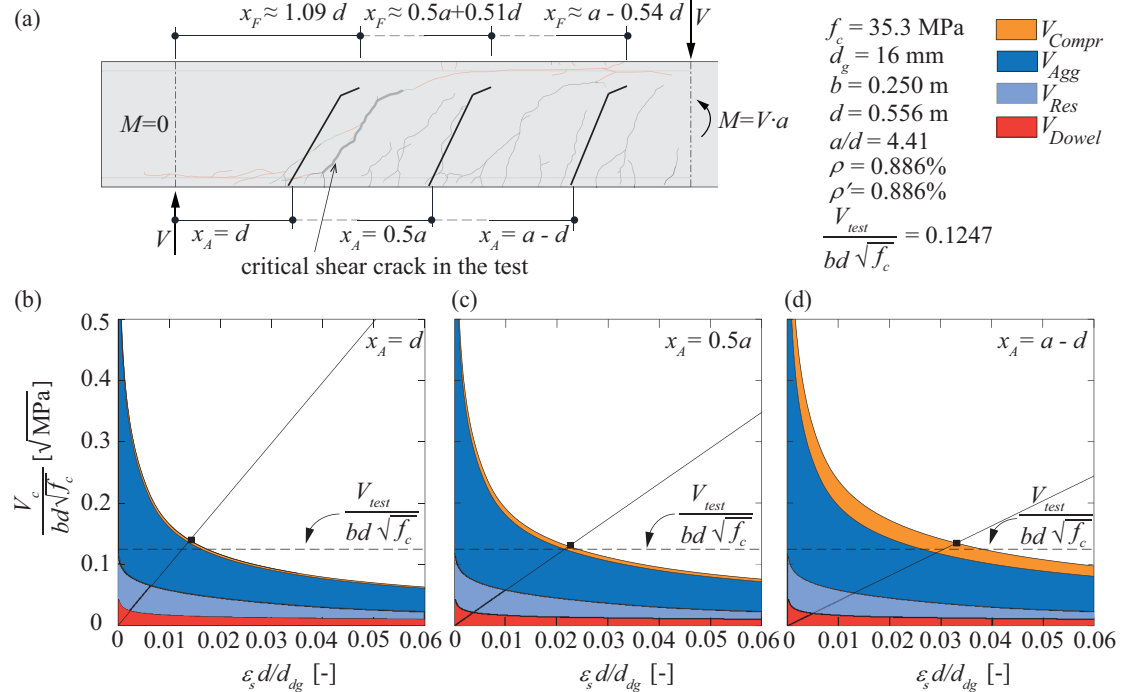 (a)
x_F ≈ 1.09 d
x_F ≈ 0.5a+0.51d
x_F ≈ a - 0.54 d
V
M=0
M=V·a
V
x_A = d
x_A = 0.5a
x_A = a - d
critical shear crack in the test
f_c = 35.3 MPa
d_g = 16 mm
b = 0.250 m
d = 0.556 m
a/d = 4.41
ρ = 0.886%
ρ' = 0.886%
V_test / bd √f_c = 0.1247
V_Compr
V_Agg
V_Res
V_Dowel
(b)
x_A = d
V_test
bd √f_c
V_c / bd√f_c [√MPa]
0.5
0.4
0.3
0.2
0.1
0
0 0.01 0.02 0.03 0.04 0.05 0.06
ε_s d/d_dg [-]
(c)
x_A = 0.5a
V_test
bd √f_c
0 0.01 0.02 0.03 0.04 0.05 0.06
ε_s d/d_dg [-]
(d)
x_A = a - d
V_test
bd √f_c
0 0.01 0.02 0.03 0.04 0.05 0.06
ε_s d/d_dg [-]